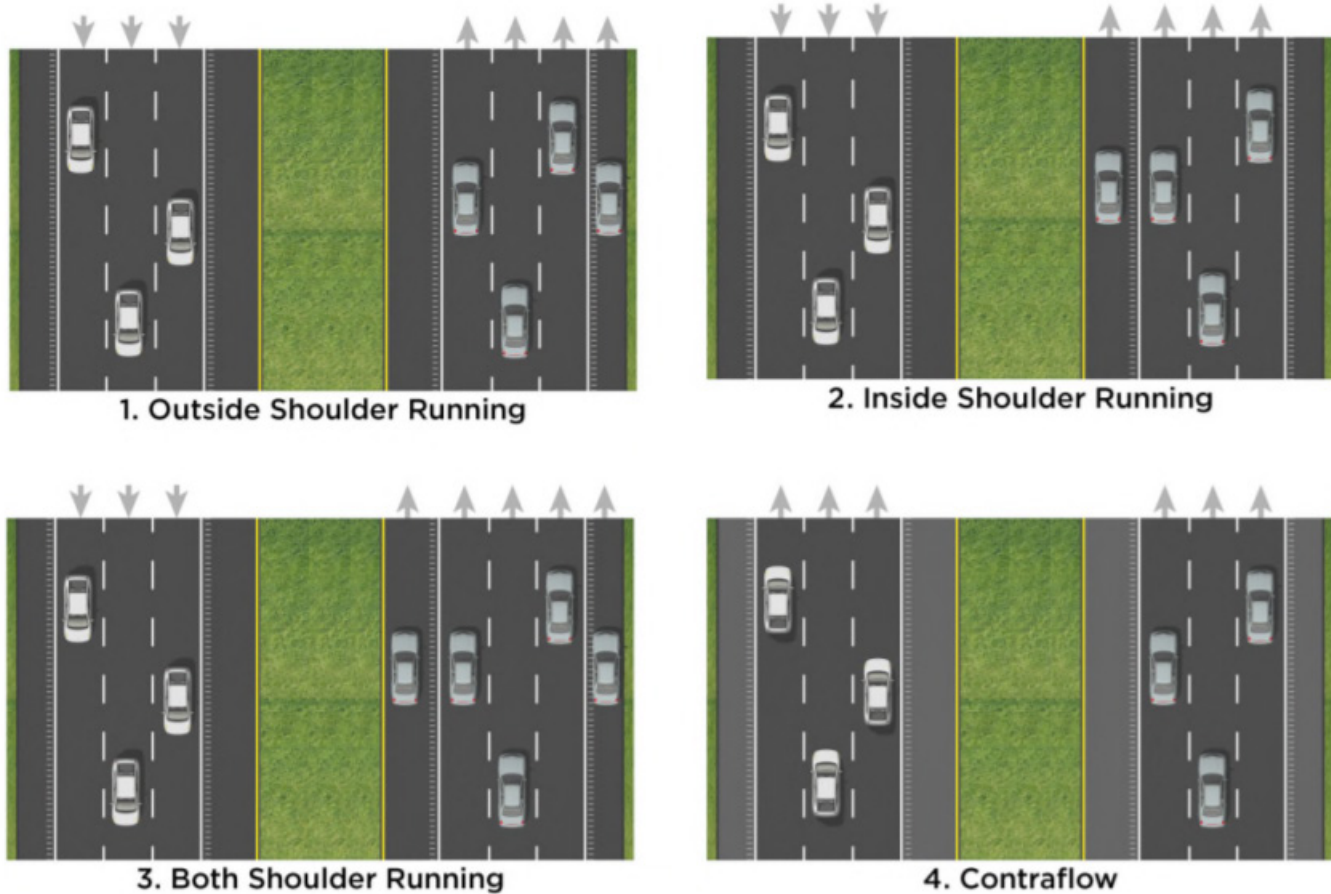 1. Outside Shoulder Running
2. Inside Shoulder Running
3. Both Shoulder Running
4. Contraflow